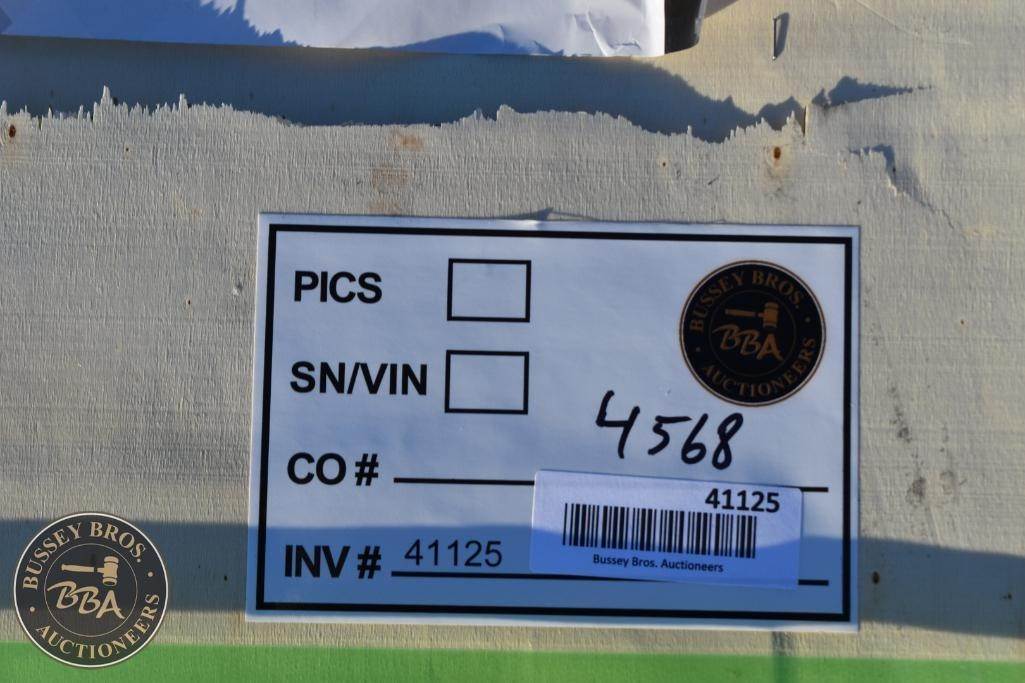 PICS
BUSSEY BROS.
BBA
AUCTIONEERS
SN/VIN
4568
CO #
41125
INV # 41125
Bussey Bros. Auctioneers
BUSSEY BROS.
BBA
AUCTIONEERS